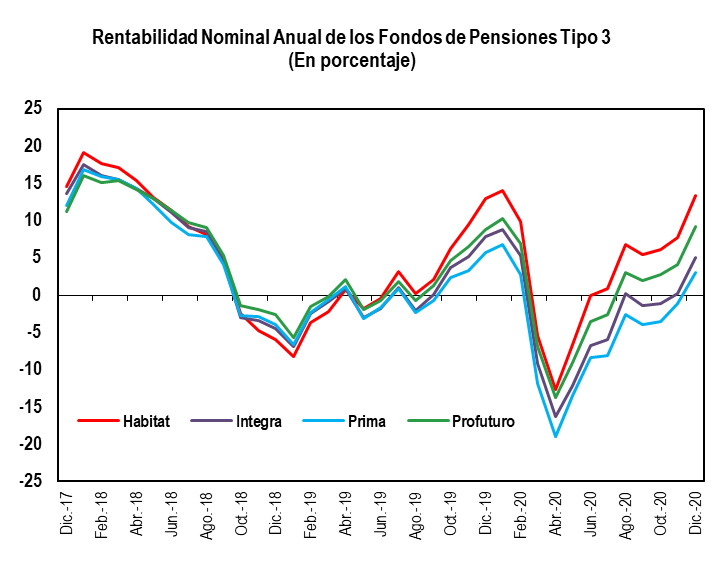 Rentabilidad Nominal Anual de los Fondos de Pensiones Tipo 3
(En porcentaje)
25
20
15
10
5
0
-5
-10
-15
-20
-25
Habitat Integra Prima Profuturo
Dic.-17 Feb.-18 Abr.-18 Jun.-18 Ago.-18 Oct.-18 Dic.-18 Feb.-19 Abr.-19 Jun.-19 Ago.-19 Oct.-19 Dic.-19 Feb.-20 Abr.-20 Jun.-20 Ago.-20 Oct.-20 Dic.-20